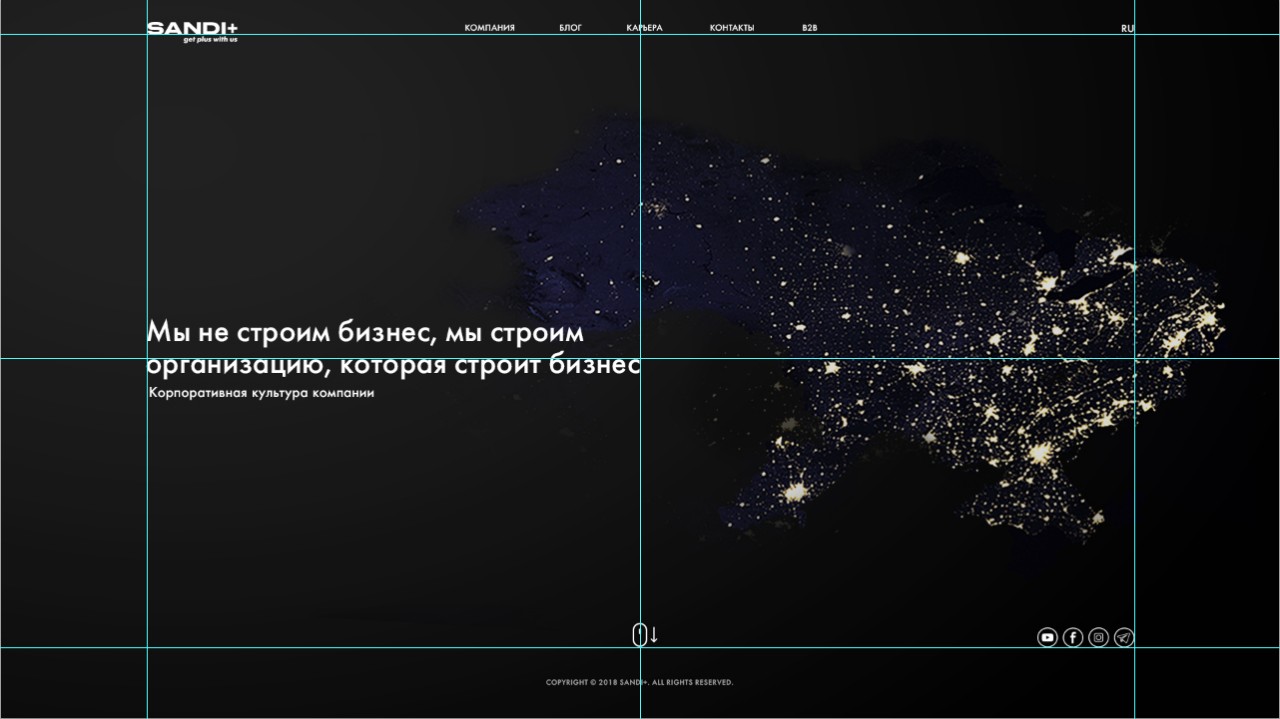 SANDI+
get plus with us
КОМПАНИЯ БЛОГ КАРЬЕРА КОНТАКТЫ B2B RU
Мы не строим бизнес, мы строим
организацию, которая строит бизнес
Корпоративная культура компании
COPYRIGHT © 2018 SANDI+. ALL RIGHTS RESERVED.